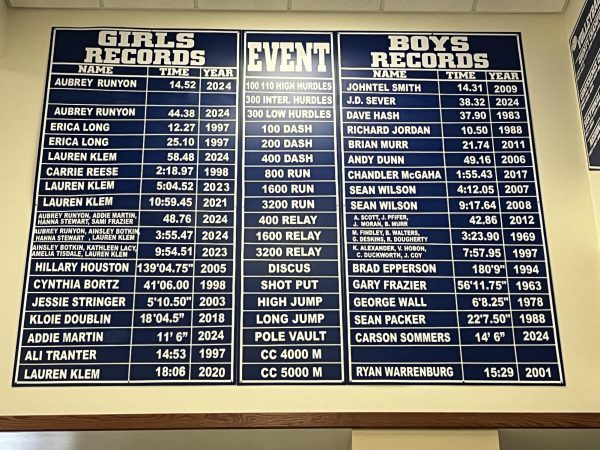 GIRLS EVENT BOYS
RECORDS RECORDS
NAME TIME YEAR NAME TIME YEAR
AUBREY RUNYON 14.52 2024 100 110 HIGH HURDLES JOHNTEL SMITH 14.31 2009
300 INTER. HURDLES J.D. SEVER 38.32 2024
AUBREY RUNYON 44.38 2024 300 LOW HURDLES DAVE HASH 37.90 1983
ERICA LONG 12.27 1997 100 DASH RICHARD JORDAN 10.50 1988
ERICA LONG 25.10 1997 200 DASH BRIAN MURR 21.74 2011
LAUREN KLEM 58.48 2024 400 DASH ANDY DUNN 49.16 2006
CARRIE REESE 2:18.97 1998 800 RUN CHANDLER McGAHA 1:55.43 2017
LAUREN KLEM 5:04.52 2023 1600 RUN SEAN WILSON 4:12.05 2007
LAUREN KLEM 10:59.45 2021 3200 RUN SEAN WILSON 9:17.64 2008
AUBREY RUNYON, ADDIE MARTIN, A. SCOTT, J. PFIFER,
HANNA STEWART, SAMI FRAZIER 48.76 2024 400 RELAY J. MORAN, B. MURR 42.86 2012
AUBREY RUNYON, AINSLEY BOTKIN, M. FINDLEY, B. WALTERS,
HANNA STEWART , LAUREN KLEM 3:55.47 2024 1600 RELAY G. DESKINS, R. DOUGHERTY 3:23.90 1969
AINSLEY BOTKIN, KATHLEEN LACY, K. ALEXANDER, V. HOBON,
AMELIA TISDALE, LAUREN KLEM 9:54.51 2023 3200 RELAY C. DUCKWORTH, J. COY 7:57.95 1997
HILLARY HOUSTON 139'04.75" 2005 DISCUS BRAD EPPERSON 180'9" 1994
CYNTHIA BORTZ 41'06.00 1998 SHOT PUT GARY FRAZIER 56'11.75" 1963
JESSIE STRINGER 5'10.50" 2003 HIGH JUMP GEORGE WALL 6'8.25" 1978
KLOIE DOUBLIN 18'04.5" 2018 LONG JUMP SEAN PACKER 22'7.50" 1988
ADDIE MARTIN 11' 6" 2024 POLE VAULT CARSON SOMMERS 14' 6" 2024
ALI TRANTER 14:53 1997 CC 4000 M
LAUREN KLEM 18:06 2020 CC 5000 M RYAN WARRENBURG 15:29 2001